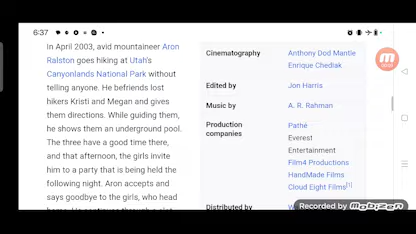 6:37
In April 2003, avid mountaineer Aron
Ralston goes hiking at Utah's
Canyonlands National Park without
telling anyone. He befriends lost
hikers Kristi and Megan and gives
them directions. While guiding them,
he shows them an underground pool.
The three have a good time there,
and that afternoon, the girls invite
him to a party that is being held the
following night. Aron accepts and
says goodbye to the girls, who head
Cinematography
Anthony Dod Mantle
Enrique Chediak
Edited by
Jon Harris
Music by
A. R. Rahman
Production
companies
Pathé
Everest
Entertainment
Film4 Productions
HandMade Films
Cloud Eight Films[1]
Distributed by
Recorded by
Mobizen